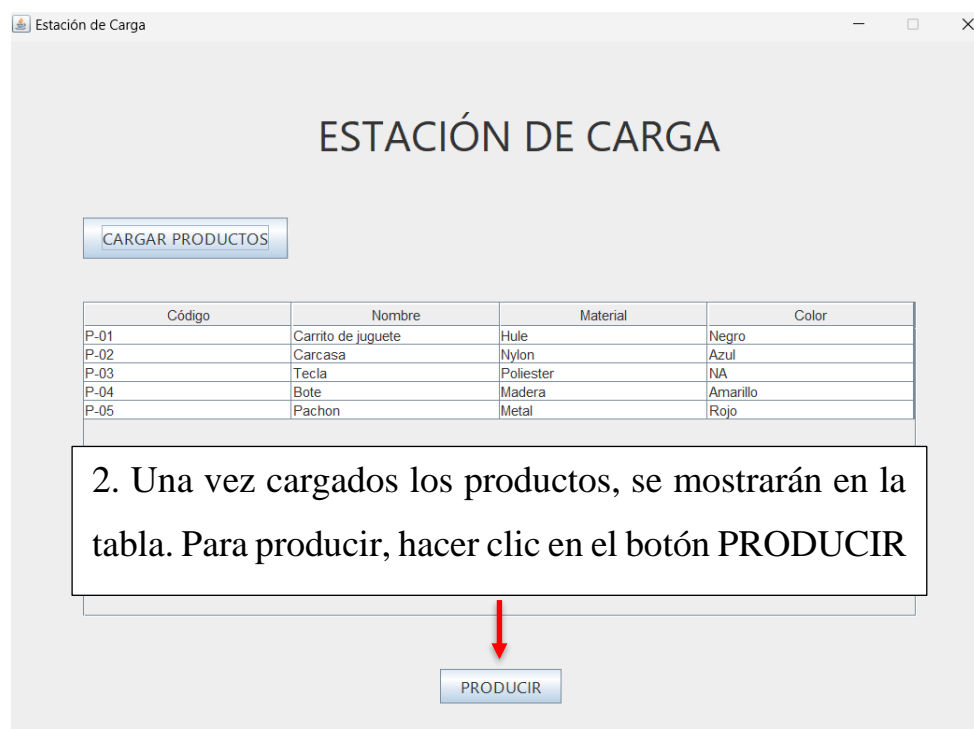 Estación de Carga
ESTACIÓN DE CARGA
CARGAR PRODUCTOS
Código Nombre Material Color
P-01 Carrito de juguete Hule Negro
P-02 Carcasa Nylon Azul
P-03 Tecla Poliester NA
P-04 Bote Madera Amarillo
P-05 Pachon Metal Rojo
2. Una vez cargados los productos, se mostrarán en la
tabla. Para producir, hacer clic en el botón PRODUCIR
PRODUCIR